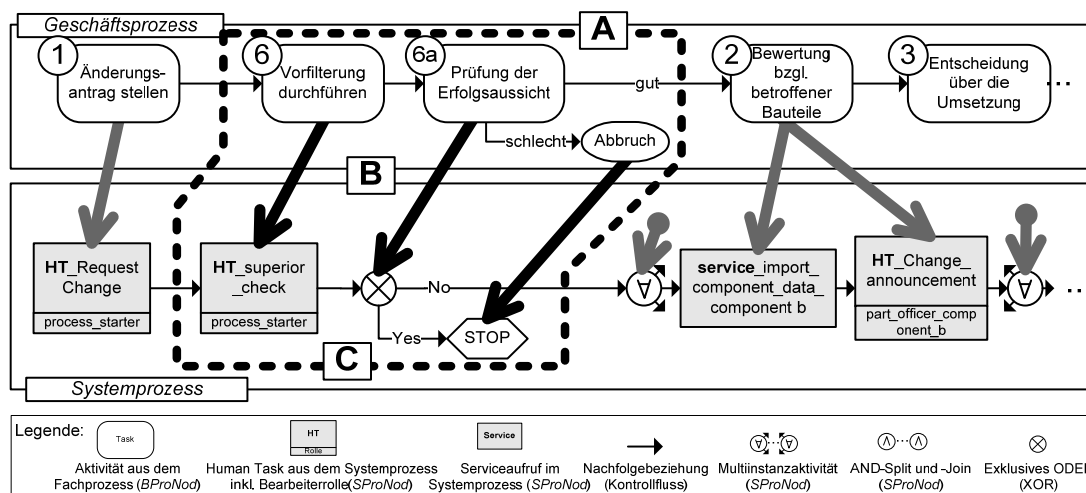 Geschäftsprozess
A
1
Änderungs-
antrag stellen
6
Vorfilterung
durchführen
6a
Prüfung der
Erfolgsaussicht
gut
2
Bewertung
bzgl.
betroffener
Bauteile
3
Entscheidung
über die
Umsetzung
...
schlecht
Abbruch
B
HT_Request
Change
process_starter
HT_superior
_check
process_starter
No
Yes
STOP
∀
service_import_
component_data_
component b
HT_Change_
announcement
part_officer_comp
onent_b
∀
...
C
Systemprozess
Legende:
Task
Aktivität aus dem
Fachprozess (BProNod)
HT
Rolle
Human Task aus dem Systemprozess
inkl. Bearbeiterrolle(SProNod)
Service
Serviceaufruf im
Systemprozess (SProNod)
Nachfolgebeziehung
(Kontrollfluss)
∀...∀
Multiinstanzaktivität
(SProNod)
∧...∧
AND-Split und -Join
(SProNod)
Exklusives ODER
(XOR)